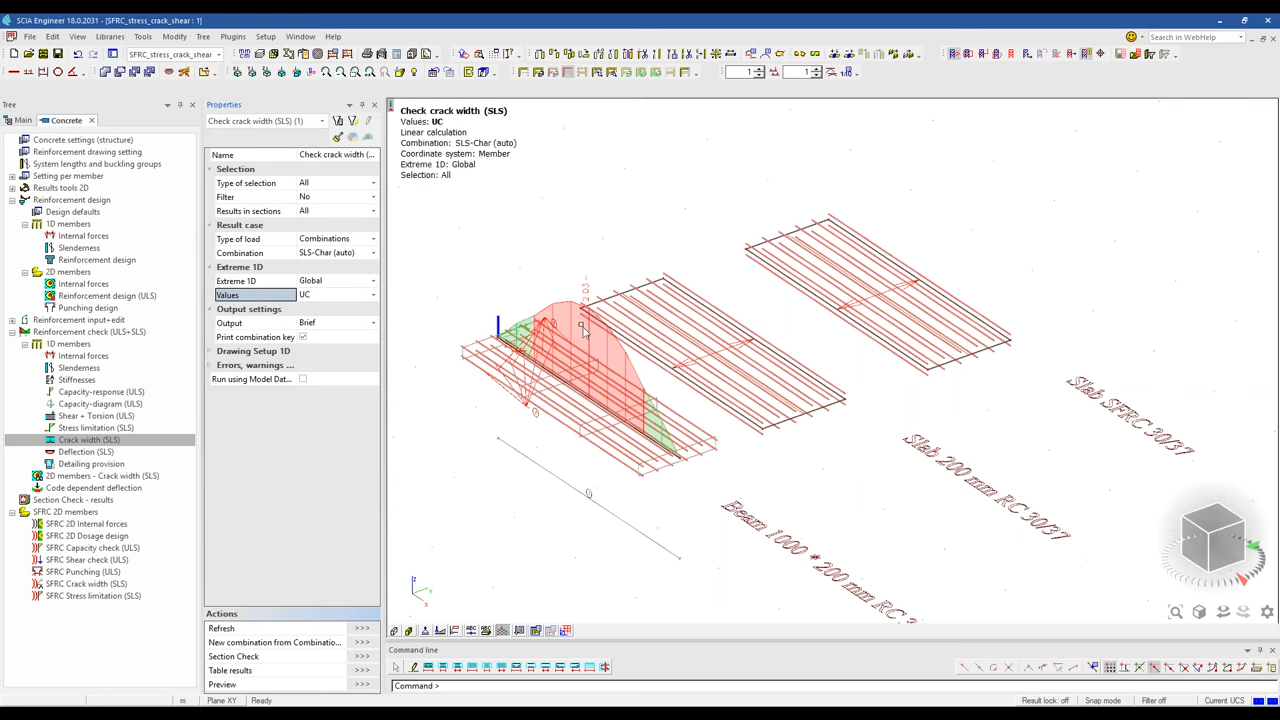 SCIA Engineer 18.0.2031 - [SFRC_stress_crack_shear : 1]
File Edit View Libraries Tools Modify Tree Plugins Setup Window Help
Search in WebHelp
SFRC_stress_crack_shear
1 1
Tree
Main Concrete
Concrete settings (structure)
Reinforcement drawing setting
System lengths and buckling groups
Setting per member
Results tools 2D
Reinforcement design
Design defaults
1D members
Internal forces
Slenderness
Reinforcement design
2D members
Internal forces
Reinforcement design (ULS)
Punching design
Reinforcement input+edit
Reinforcement check (ULS+SLS)
1D members
Internal forces
Slenderness
Stiffnesses
Capacity-response (ULS)
Capacity-diagram (ULS)
Shear + Torsion (ULS)
Stress limitation (SLS)
Crack width (SLS)
Deflection (SLS)
Detailing provision
2D members - Crack width (SLS)
Code dependent deflection
Section Check - results
SFRC 2D members
SFRC 2D Internal forces
SFRC 2D Dosage design
SFRC Capacity check (ULS)
SFRC Shear check (ULS)
SFRC Punching (ULS)
SFRC Crack width (SLS)
SFRC Stress limitation (SLS)
Properties
Check crack width (SLS) (1)
Name Check crack width (...
Selection
Type of selection All
Filter No
Results in sections All
Result case
Type of load Combinations
Combination SLS-Char (auto)
Extreme 1D
Extreme 1D Global
Values UC
Output settings
Output Brief
Print combination key
Drawing Setup 1D
Errors, warnings ...
Run using Model Dat...
Actions
Refresh >>>
New combination from Combinatio... >>>
Section Check >>>
Table results >>>
Preview >>>
Check crack width (SLS)
Values: UC
Linear calculation
Combination: SLS-Char (auto)
Coordinate system: Member
Extreme 1D: Global
Selection: All
2.03
Slab SFRC 30/37
Slab 200 mm RC 30/37
Beam 1000 * 200 mm RC
Command line
Command >
m Plane XY Ready Result lock: off Snap mode Filter off Current UCS